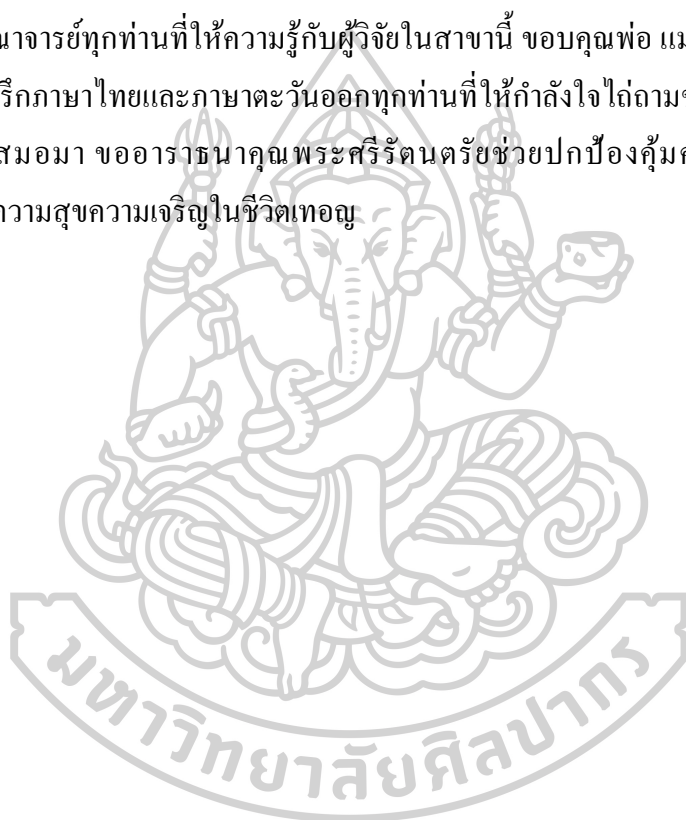 ณาจารย์ทุกท่านที่ให้ความรู้กับผู้วิจัยในสาขานี้ ขอบคุณพ่อ แม
รึกภาษาไทยและภาษาตะวันออกทุกท่านที่ให้กำลังใจไถ่ถามข
สมอมา ขออาราธนาคุณพระศรีรัตนตรัยช่วยปกป้องคุ้มค
ความสุขความเจริญในชีวิตเทอญ
มหาวิทยาลัยศิลปากร